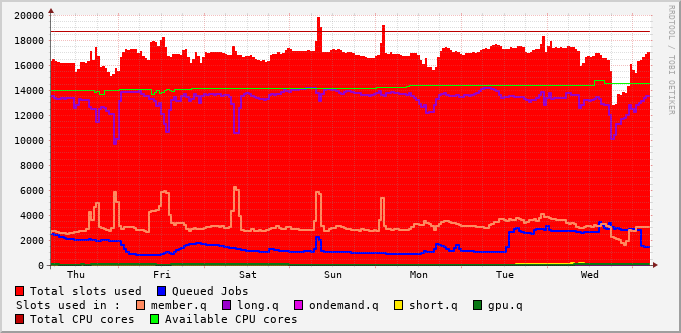 RRDTOOL / TOBI OETIKER
20000
18000
16000
14000
12000
10000
8000
6000
4000
2000
0
Thu Fri Sat Sun Mon Tue Wed
Total slots used Queued Jobs
Slots used in : member.q long.q ondemand.q short.q gpu.q
Total CPU cores Available CPU cores